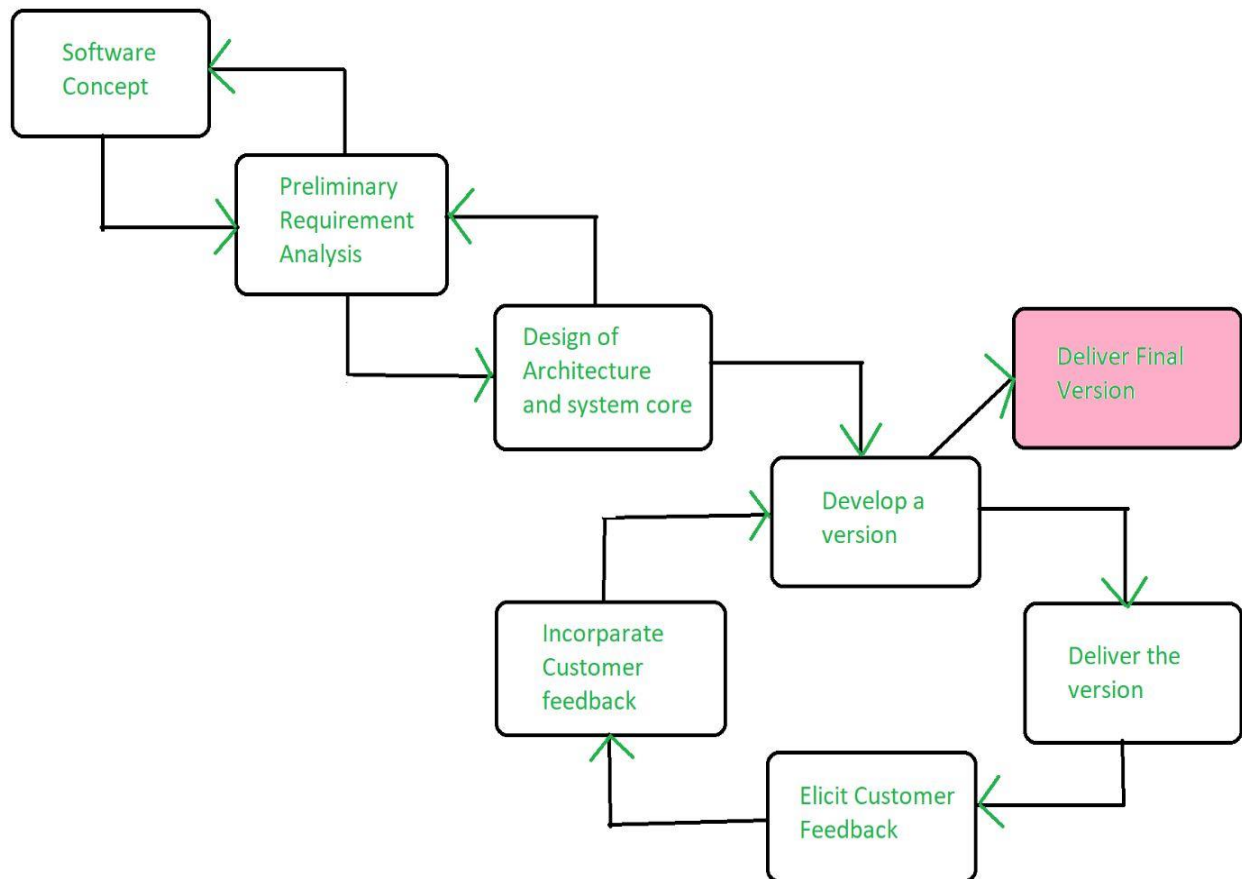 Software
Concept
Preliminary
Requirement
Analysis
Design of
Architecture
and system core
Deliver Final
Version
Develop a
version
Incorparate
Customer
feedback
Deliver the
version
Elicit Customer
Feedback